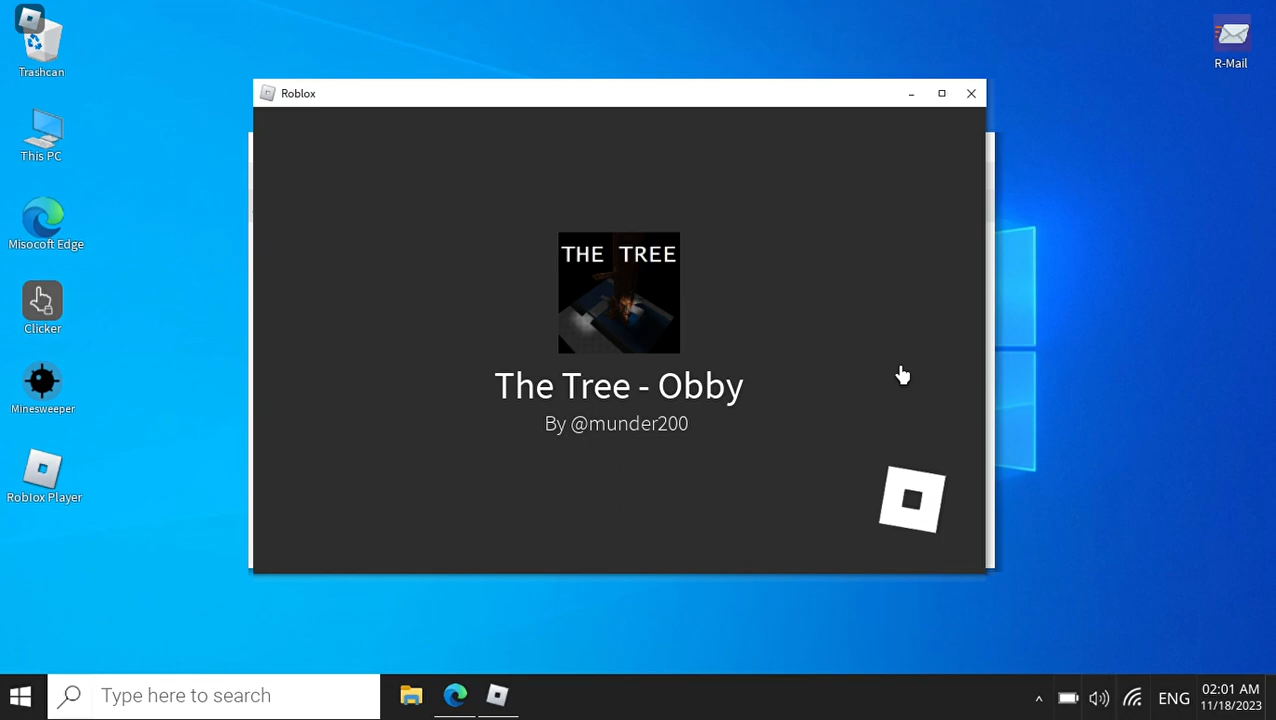 Trashcan
R-Mail
Roblox
This PC
Misocoft Edge
THE TREE
Clicker
The Tree - Obby
By @munder200
Minesweeper
Roblox Player
Type here to search
ENG
02:01 AM
11/18/2023